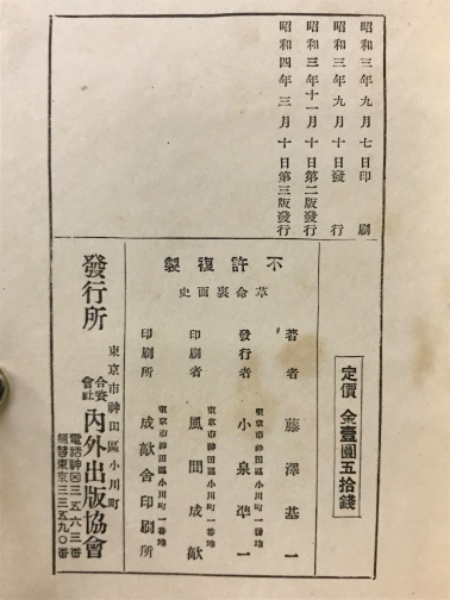 昭和三年九月七日印刷
昭和三年九月十日發行
昭和三年十一月十日第二版發行
昭和四年三月十日第三版發行
定價 金壹圓五拾錢
不許復製
革命裏面史
著者 藤澤基一
東京市神田區小川町一番地
發行者 小泉準一
東京市神田區小川町一番地
印刷者 風間成歒
東京市神田區小川町一番地
印刷所 成歒舍印刷所
東京市神田區小川町
發行所 合資會社 內外出版協會
電話神田三五六三番
振替東京三三五九〇番